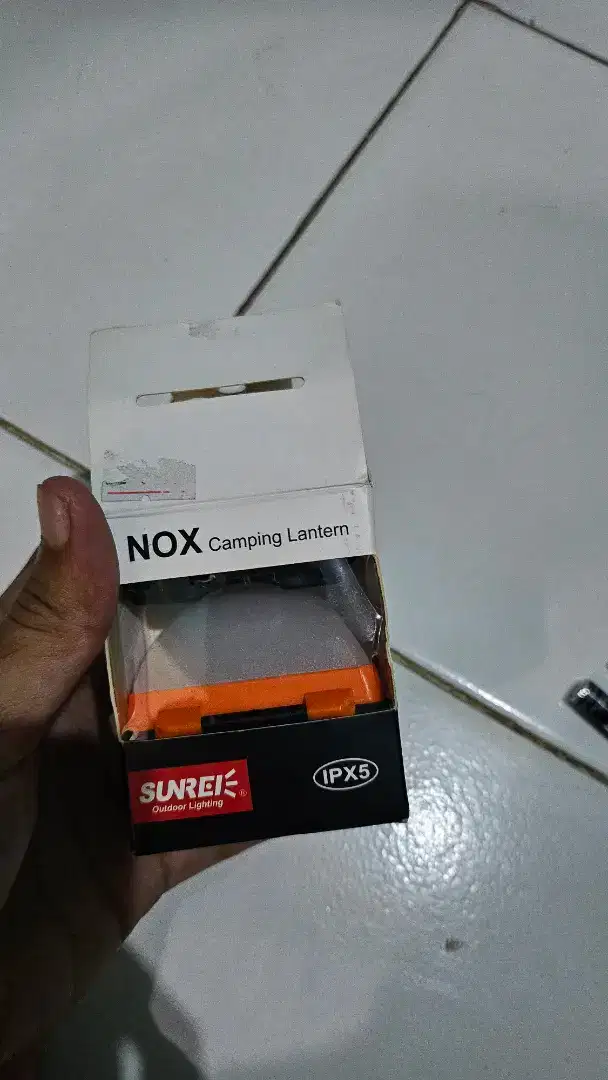 NOX Camping Lantern
SUNREI®
Outdoor Lighting
IPX5